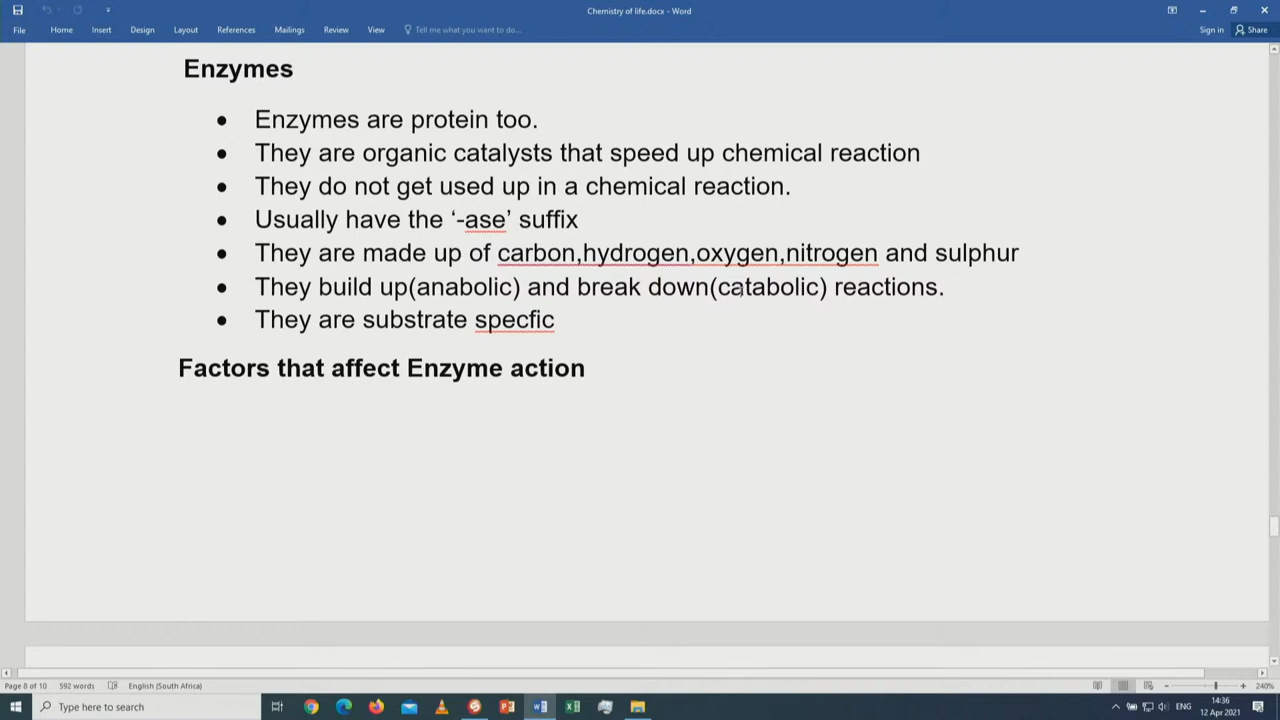 Chemistry of life.docx - Word
File Home Insert Design Layout References Mailings Review View Tell me what you want to do... Sign in Share
Enzymes
• Enzymes are protein too.
• They are organic catalysts that speed up chemical reaction
• They do not get used up in a chemical reaction.
• Usually have the ‘-ase’ suffix
• They are made up of carbon,hydrogen,oxygen,nitrogen and sulphur
• They build up(anabolic) and break down(catabolic) reactions.
• They are substrate specfic
Factors that affect Enzyme action
Page 8 of 10 592 words English (South Africa) 240%
Type here to search ENG 14:36
12 Apr 2021